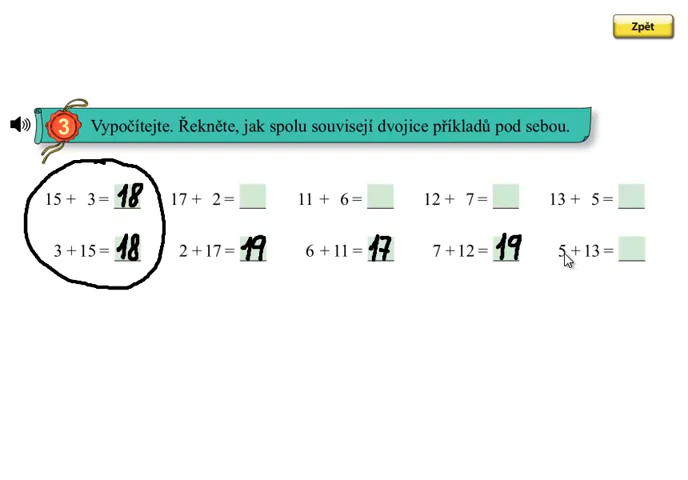 Zpět
3 Vypočítejte. Řekněte, jak spolu souvisejí dvojice příkladů pod sebou.
15 + 3 = 18 17 + 2 = 11 + 6 = 12 + 7 = 13 + 5 =
3 + 15 = 18 2 + 17 = 19 6 + 11 = 17 7 + 12 = 19 5 + 13 =